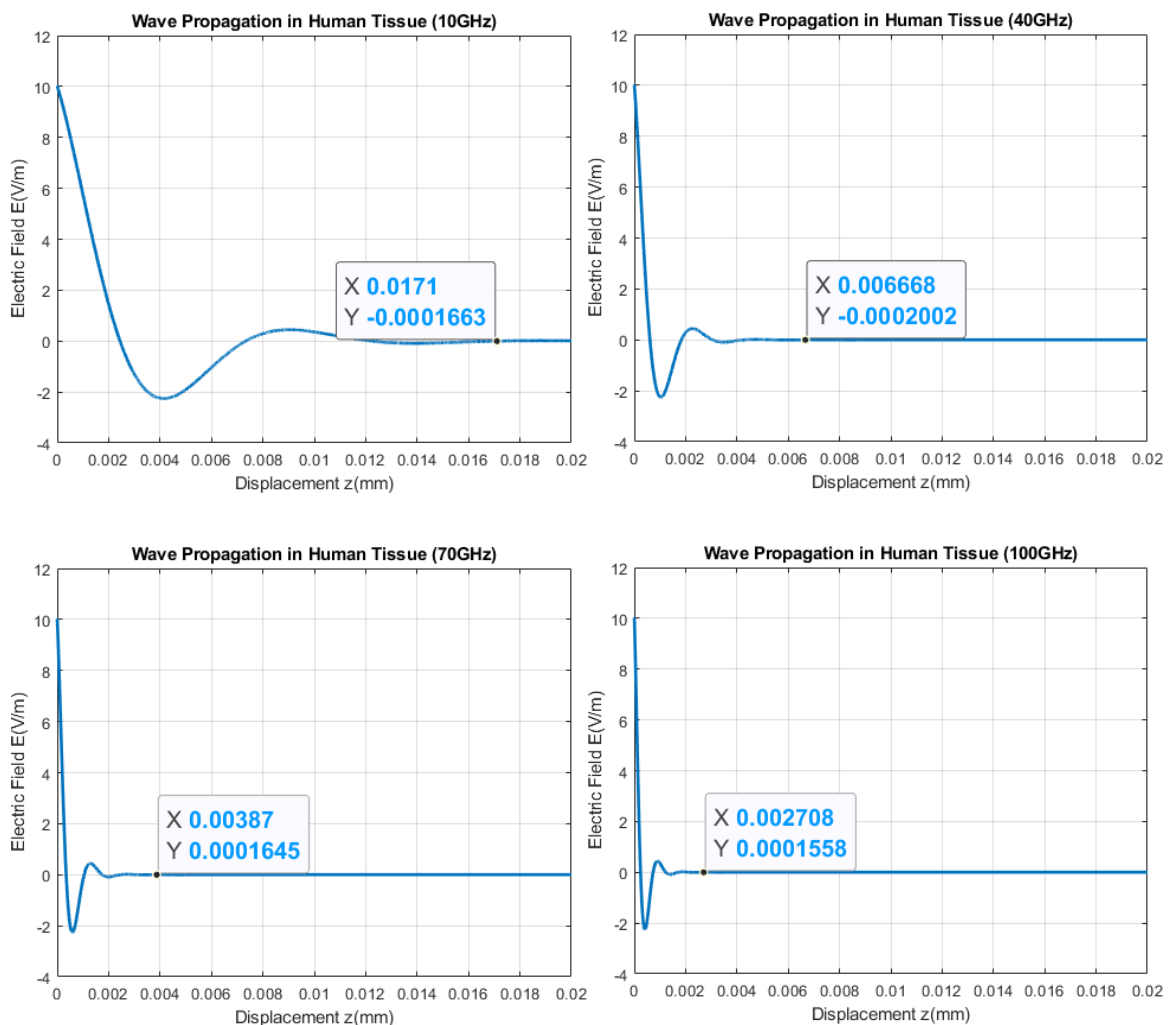 Wave Propagation in Human Tissue (10GHz)
12
10
8
6
4
2
0
-2
-4
Electric Field E(V/m)
X 0.0171
Y -0.0001663
0 0.002 0.004 0.006 0.008 0.01 0.012 0.014 0.016 0.018 0.02
Displacement z(mm)
Wave Propagation in Human Tissue (40GHz)
12
10
8
6
4
2
0
-2
-4
Electric Field E(V/m)
X 0.006668
Y -0.0002002
0 0.002 0.004 0.006 0.008 0.01 0.012 0.014 0.016 0.018 0.02
Displacement z(mm)
Wave Propagation in Human Tissue (70GHz)
12
10
8
6
4
2
0
-2
-4
Electric Field E(V/m)
X 0.00387
Y 0.0001645
0 0.002 0.004 0.006 0.008 0.01 0.012 0.014 0.016 0.018 0.02
Displacement z(mm)
Wave Propagation in Human Tissue (100GHz)
12
10
8
6
4
2
0
-2
-4
Electric Field E(V/m)
X 0.002708
Y 0.0001558
0 0.002 0.004 0.006 0.008 0.01 0.012 0.014 0.016 0.018 0.02
Displacement z(mm)